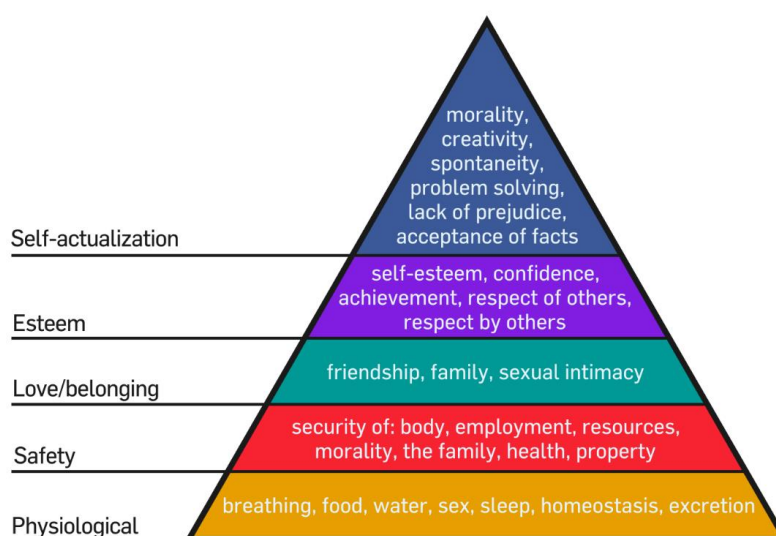 morality,
creativity,
spontaneity,
problem solving,
lack of prejudice,
acceptance of facts
Self-actualization
self-esteem, confidence,
achievement, respect of others,
respect by others
Esteem
friendship, family, sexual intimacy
Love/belonging
security of: body, employment, resources,
morality, the family, health, property
Safety
breathing, food, water, sex, sleep, homeostasis, excretion
Physiological